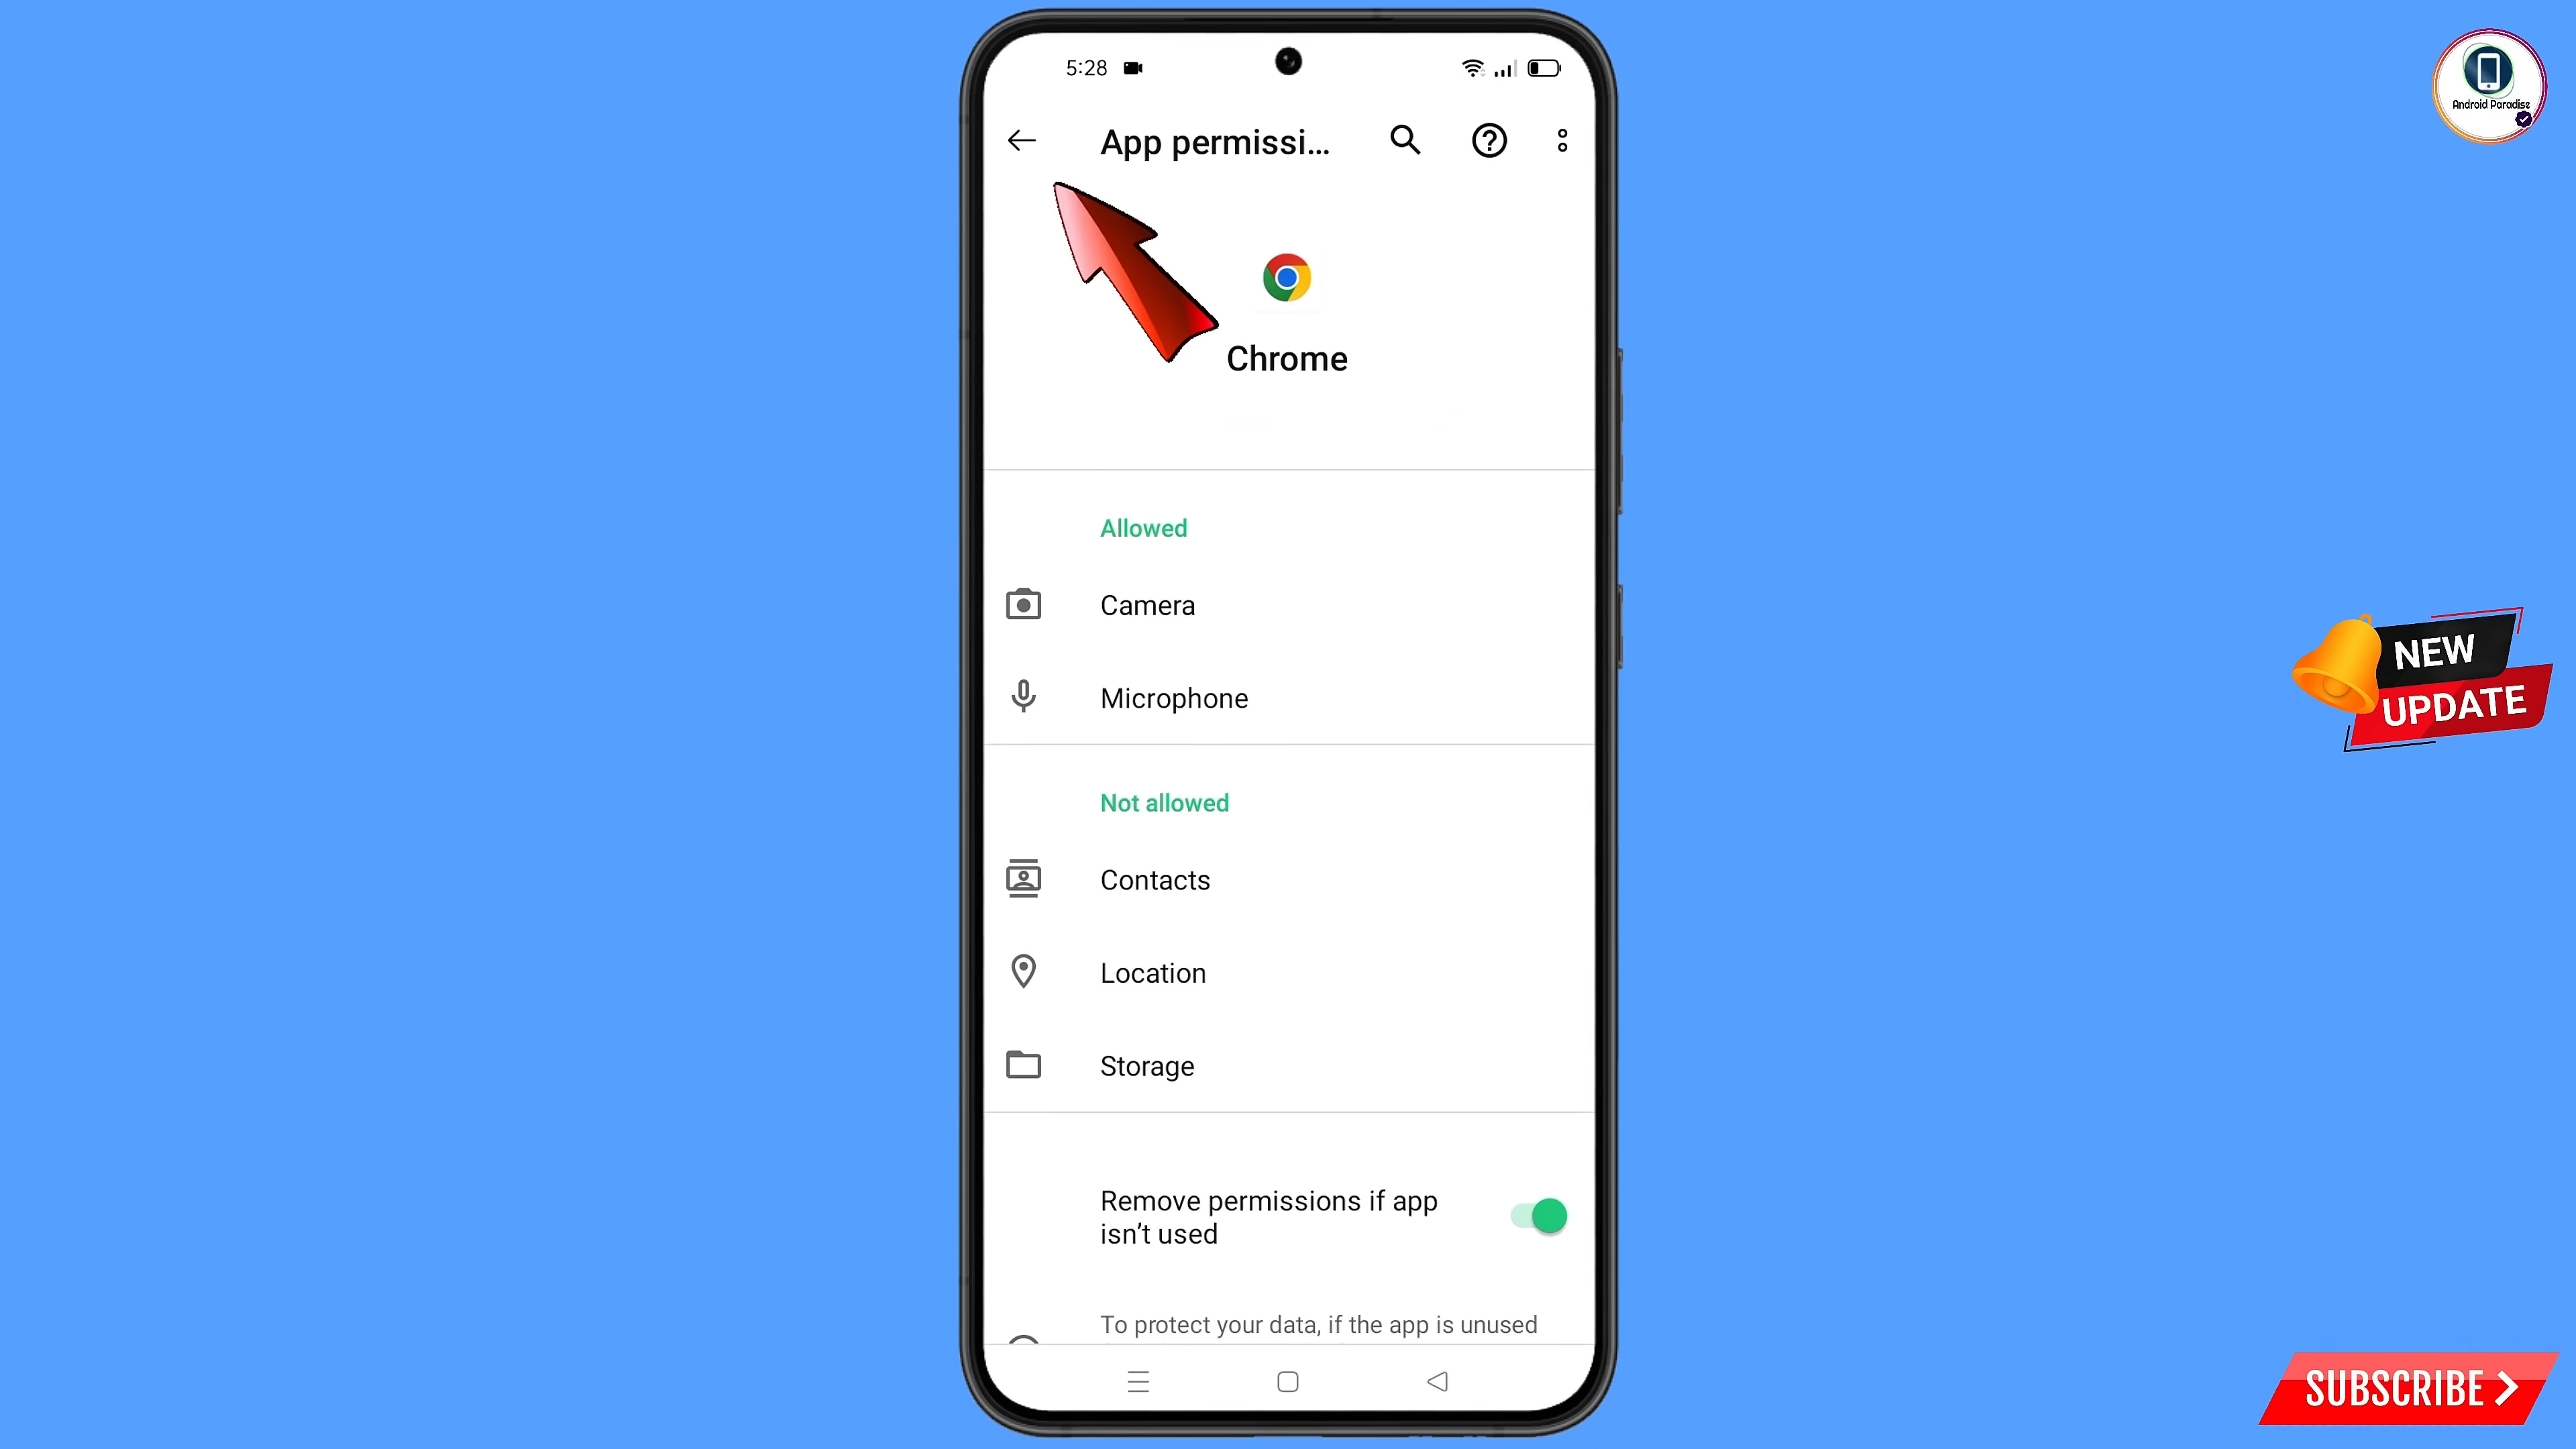 5:28
App permissi...
Android Paradise
Chrome
Allowed
Camera
Microphone
Not allowed
Contacts
Location
Storage
Remove permissions if app
isn't used
To protect your data, if the app is unused
NEW
UPDATE
SUBSCRIBE